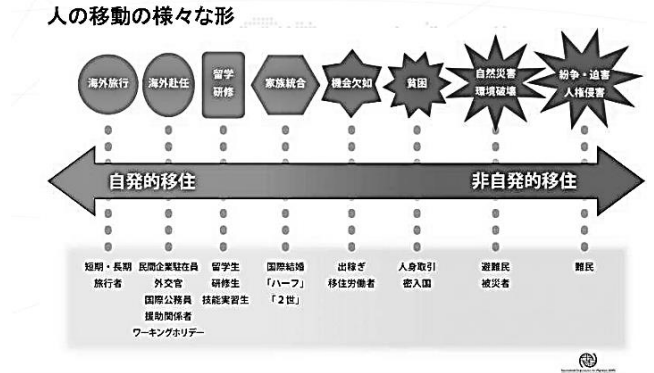 人の移動の様々な形
海外旅行
海外赴任
留学
研修
家族統合
機会欠如
貧困
自然災害
環境破壊
紛争・迫害
人権侵害
自発的移住
非自発的移住
短期・長期
旅行者
民間企業駐在員
外交官
国際公務員
援助関係者
ワーキングホリデー
留学生
研修生
技能実習生
国際結婚
「ハーフ」
「2世」
出稼ぎ
移住労働者
人身取引
密入国
避難民
被災者
難民